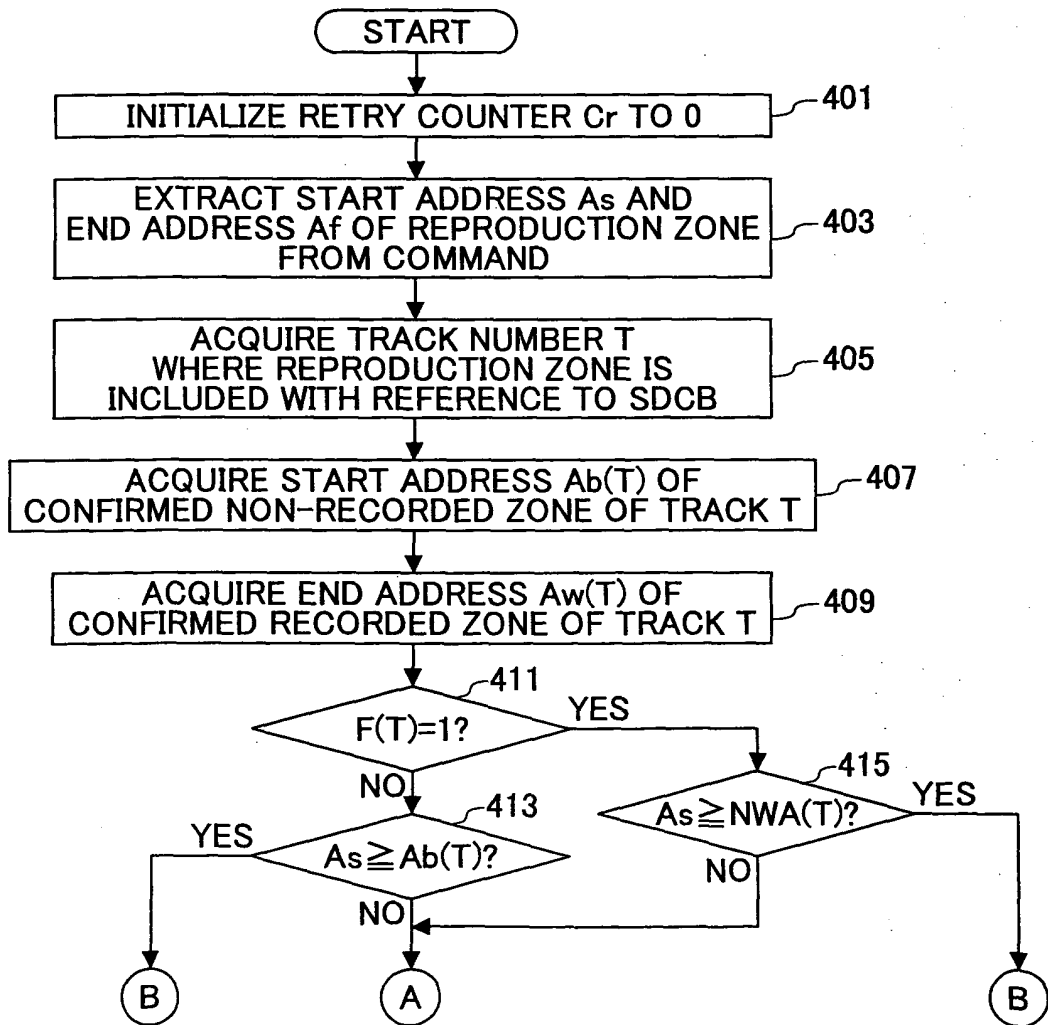 START
INITIALIZE RETRY COUNTER Cr TO 0
401
EXTRACT START ADDRESS As AND
END ADDRESS Af OF REPRODUCTION ZONE
FROM COMMAND
403
ACQUIRE TRACK NUMBER T
WHERE REPRODUCTION ZONE IS
INCLUDED WITH REFERENCE TO SDCB
405
ACQUIRE START ADDRESS Ab(T) OF
CONFIRMED NON-RECORDED ZONE OF TRACK T
407
ACQUIRE END ADDRESS Aw(T) OF
CONFIRMED RECORDED ZONE OF TRACK T
409
411
F(T)=1?
YES
NO
415
As≧NWA(T)?
YES
NO
413
YES
As≧Ab(T)?
NO
B
A
B